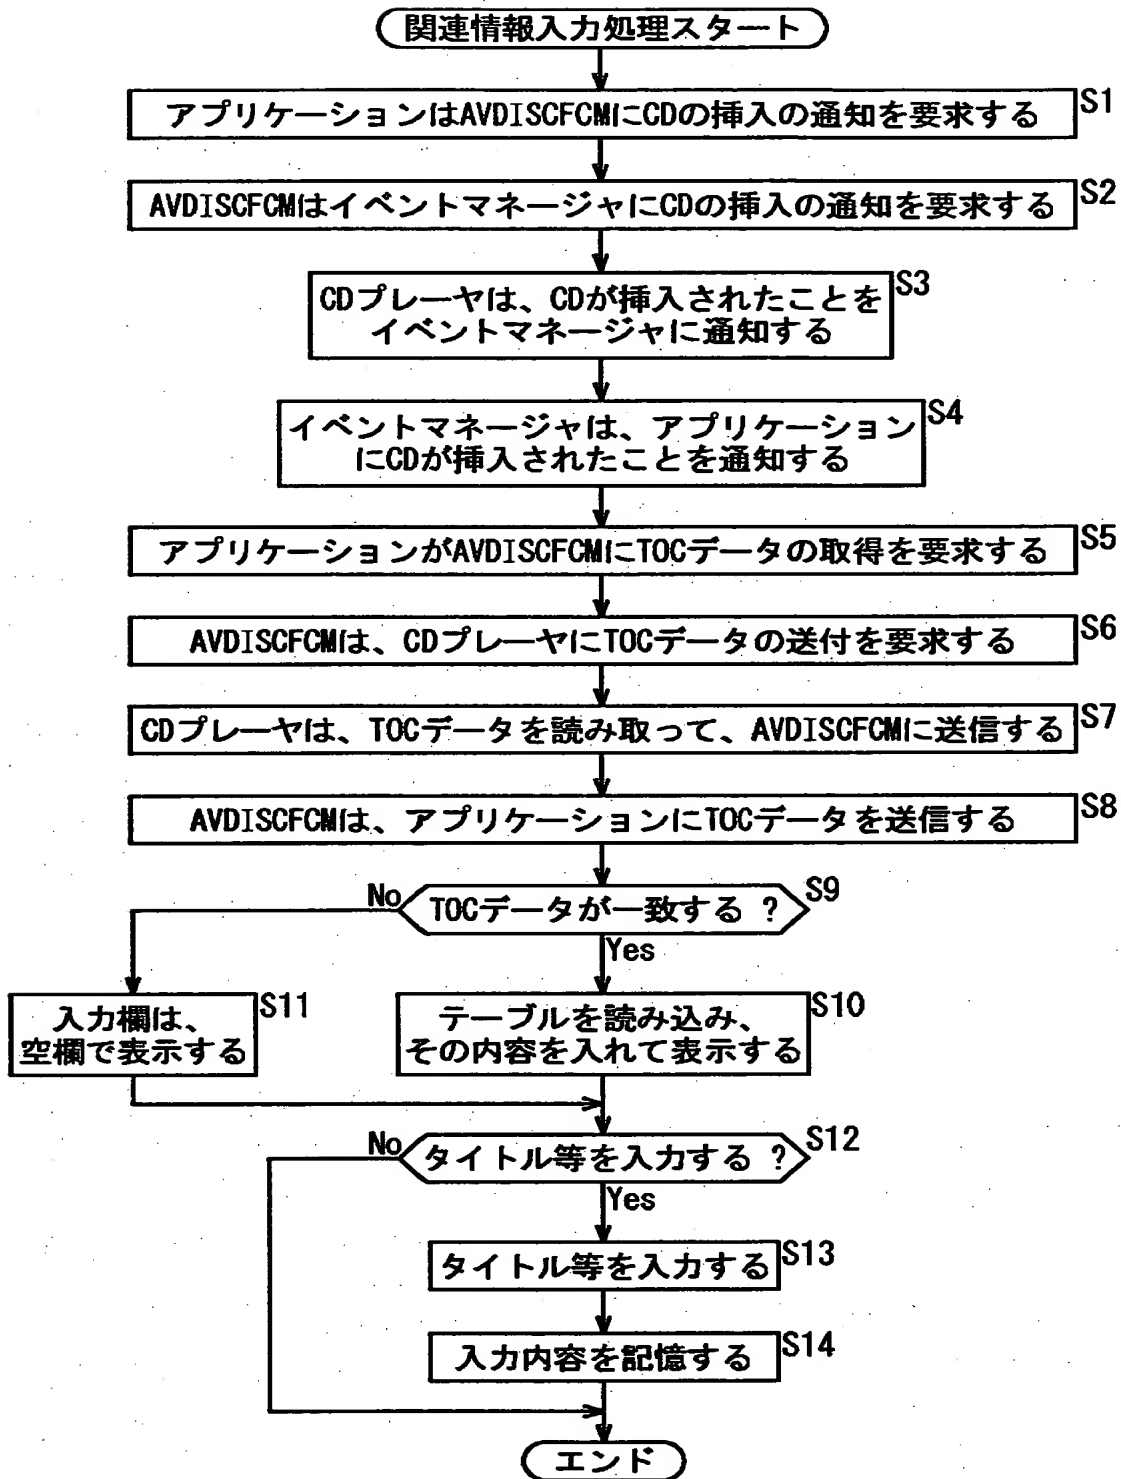 関連情報入力処理スタート
アプリケーションはAVDISCFCMにCDの挿入の通知を要求する
S1
AVDISCFCMはイベントマネージャにCDの挿入の通知を要求する
S2
CDプレーヤは、CDが挿入されたことを
イベントマネージャに通知する
S3
イベントマネージャは、アプリケーション
にCDが挿入されたことを通知する
S4
アプリケーションがAVDISCFCMにTOCデータの取得を要求する
S5
AVDISCFCMは、CDプレーヤにTOCデータの送付を要求する
S6
CDプレーヤは、TOCデータを読み取って、AVDISCFCMに送信する
S7
AVDISCFCMは、アプリケーションにTOCデータを送信する
S8
No
TOCデータが一致する ?
S9
Yes
入力欄は、
空欄で表示する
S11
テーブルを読み込み、
その内容を入れて表示する
S10
No
タイトル等を入力する ?
S12
Yes
タイトル等を入力する
S13
入力内容を記憶する
S14
エンド